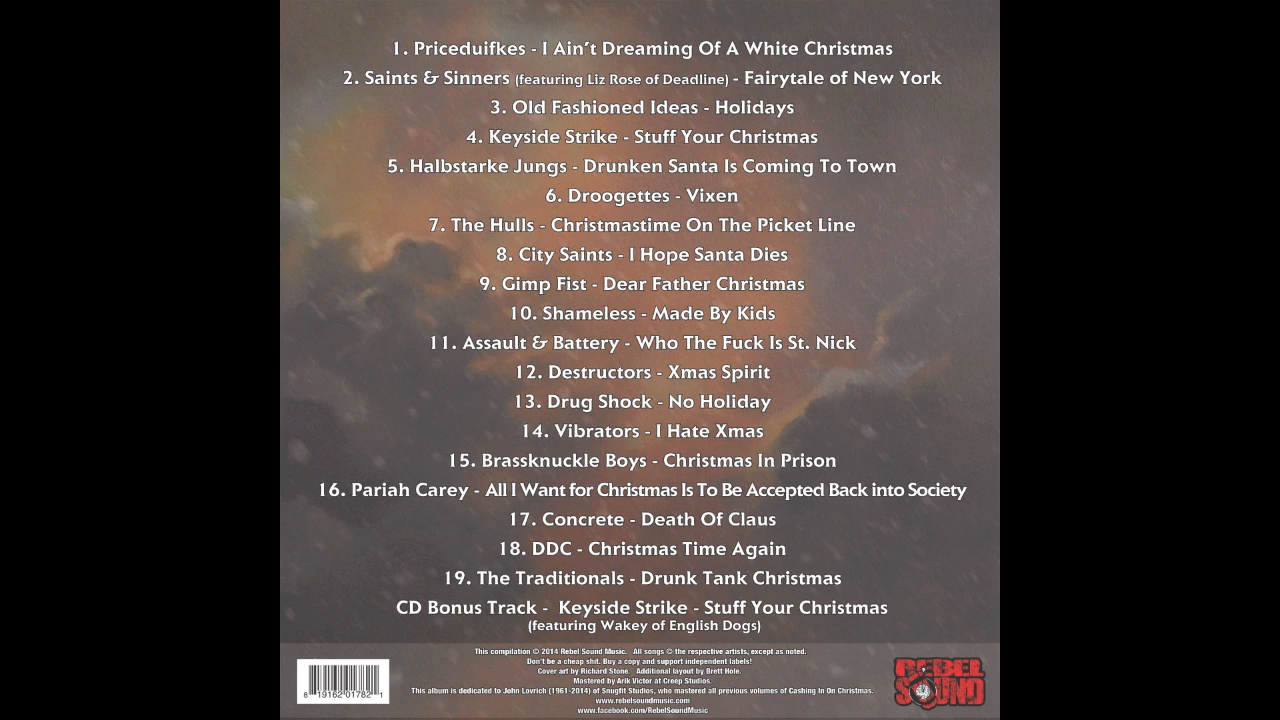 1. Priceduifkes - I Ain't Dreaming Of A White Christmas
2. Saints & Sinners (featuring Liz Rose of Deadline) - Fairytale of New York
3. Old Fashioned Ideas - Holidays
4. Keyside Strike - Stuff Your Christmas
5. Halbstarke Jungs - Drunken Santa Is Coming To Town
6. Droogettes - Vixen
7. The Hulls - Christmastime On The Picket Line
8. City Saints - I Hope Santa Dies
9. Gimp Fist - Dear Father Christmas
10. Shameless - Made By Kids
11. Assault & Battery - Who The Fuck Is St. Nick
12. Destructors - Xmas Spirit
13. Drug Shock - No Holiday
14. Vibrators - I Hate Xmas
15. Brassknuckle Boys - Christmas In Prison
16. Pariah Carey - All I Want for Christmas Is To Be Accepted Back into Society
17. Concrete - Death Of Claus
18. DDC - Christmas Time Again
19. The Traditionals - Drunk Tank Christmas
CD Bonus Track - Keyside Strike - Stuff Your Christmas
(featuring Wakey of English Dogs)
This compilation © 2014 Rebel Sound Music. All songs © the respective artists, except as noted.
Don't be a cheap shit. Buy a copy and support independent labels!
Cover art by Richard Stone. Additional layout by Brett Hole.
Mastered by Arik Victor at Creep Studios.
This album is dedicated to John Lovrich (1961-2014) of Snugfit Studios, who mastered all previous volumes of Cashing In On Christmas.
www.rebelsoundmusic.com
www.facebook.com/RebelSoundMusic
8 19162 01782 1
REBEL
SOUND